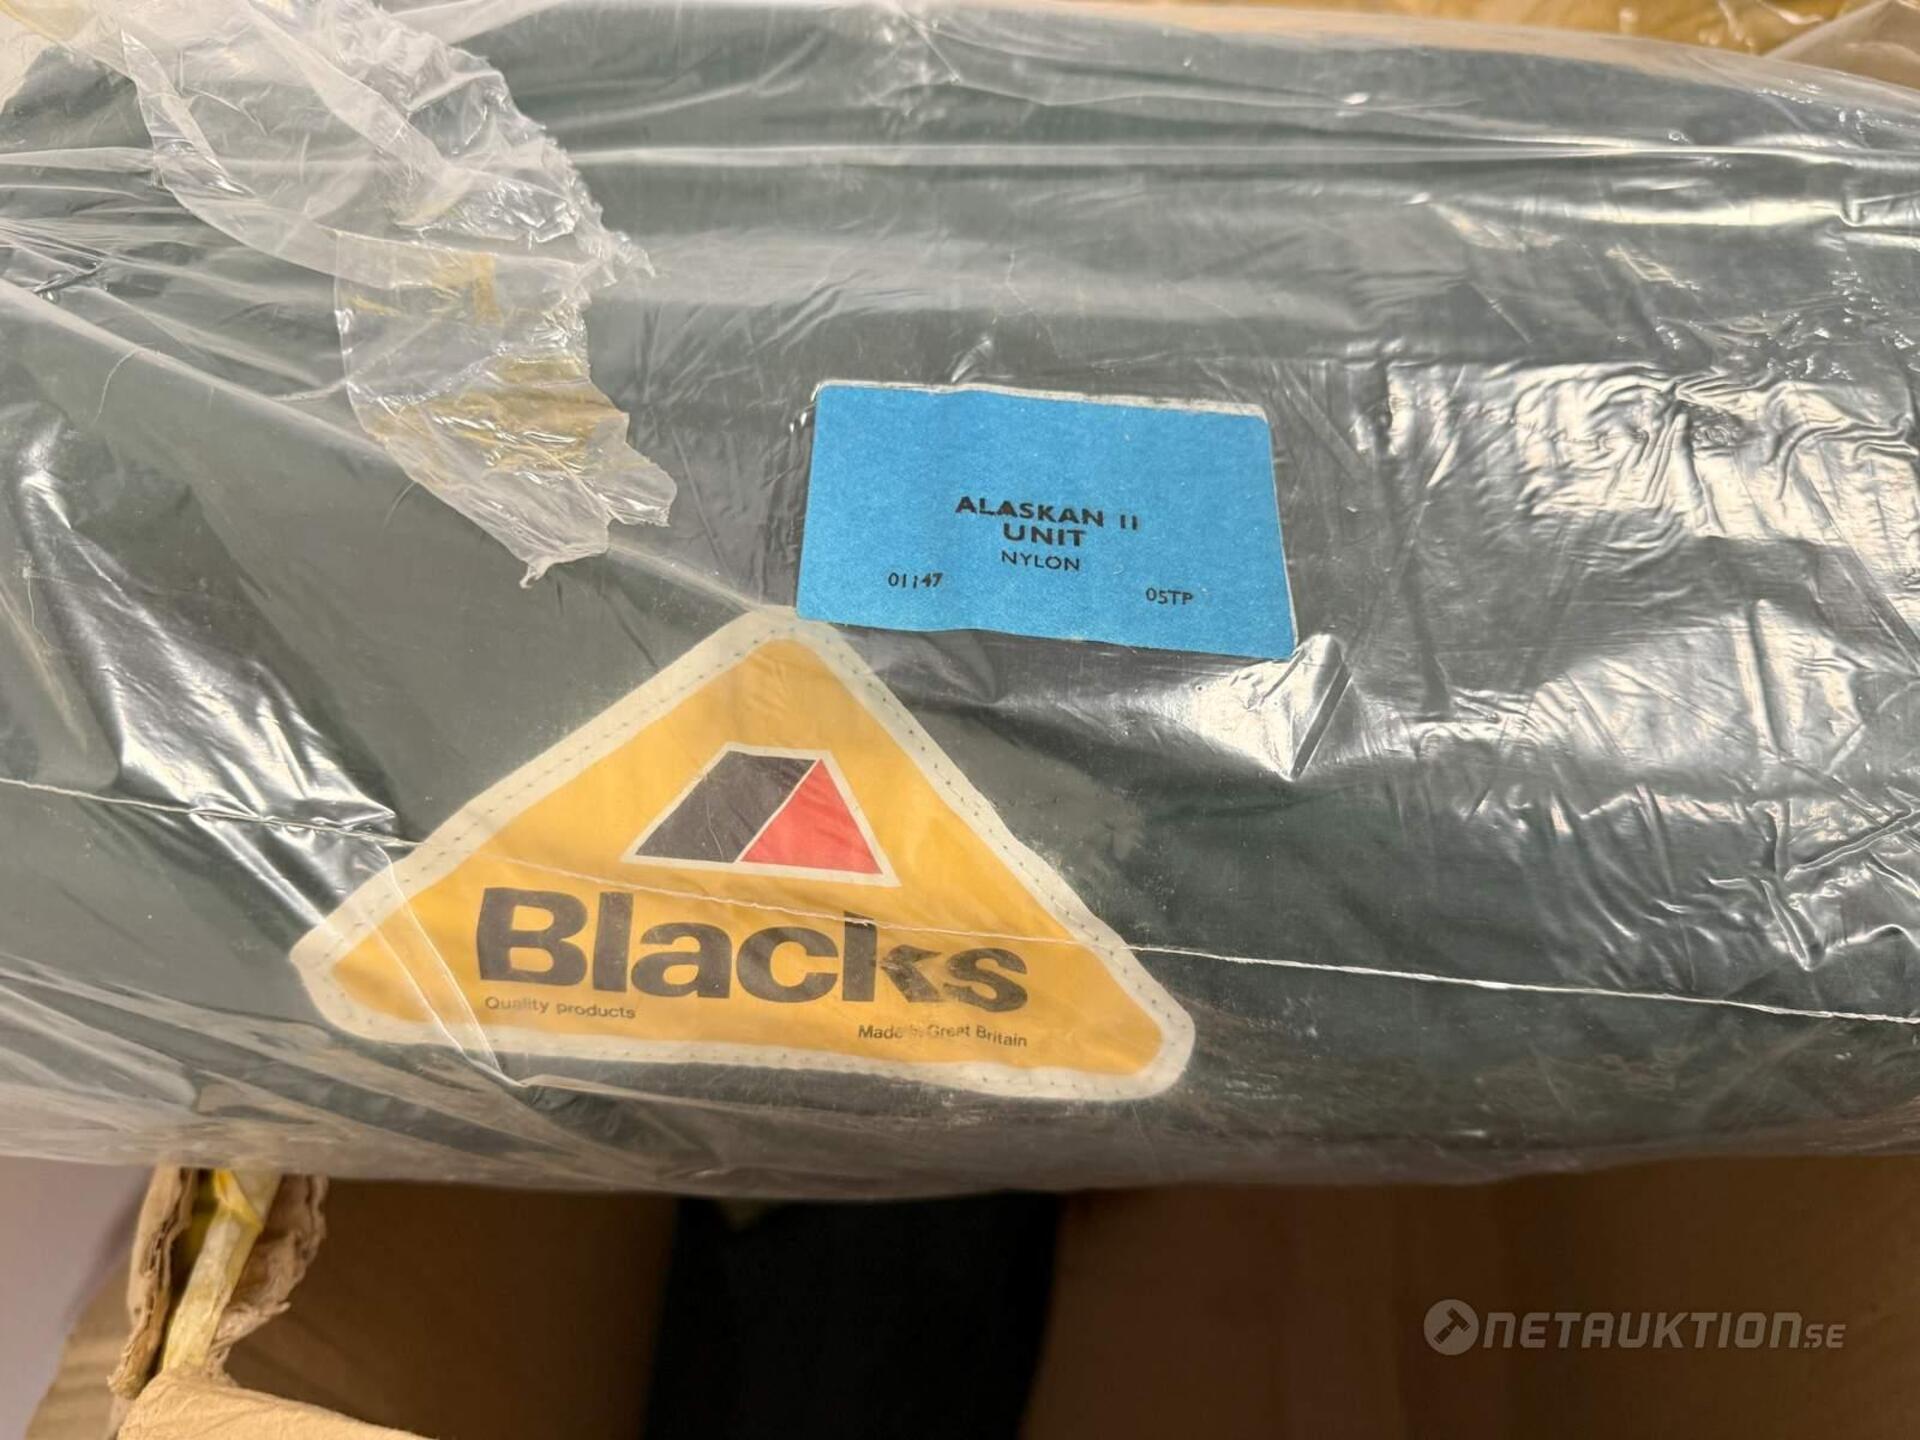 ALASKAN II
UNIT
NYLON
01147 05TP
Blacks
Quality products
Made in Great Britain
NETAUKTION.SE